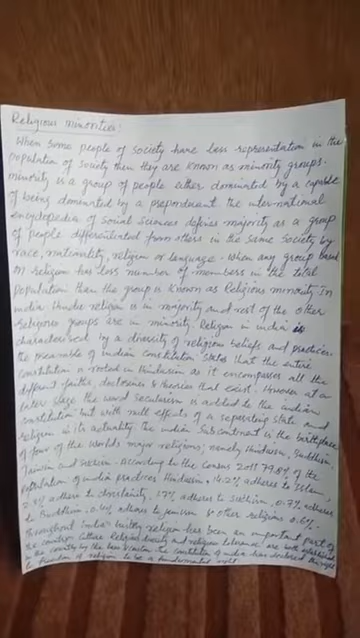 Religious minorities:
When some people of society have less representation in the
population of society then they are known as minority groups.
minority is a group of people either dominated by a capable
of being dominated by a preponderant the international
encyclopedia of social sciences defines majority as a group
of people differentiated from others in the same society by
race, nationality, religion or language. When any group based
on religion has less number of members in the total
population than the group is known as Religious minority In
india Hindu religion is in majority and rest of the other
Religious groups are in minority. Religion in india is
characterised by a diversity of religion beliefs and practices
the preamable of indian constitution states that the entire
constitution is rooted in Hinduism as it encompasses all the
different faiths, doctrines & theories that exist. However at a
later stage the word secularism is added to the indian
constitution but with null effects of a separating state and
religion in its actuality the indian Subcontinent is the birthplace
of four of the worlds major religions; namely Hinduism, Buddhism,
Jainism and According to the Census 2011 79.8% of the
population of india practices Hinduism, 14.2% adheres to Islam,
adhere to 1.7% adheres to 0.7% adheres
to Buddhism, 0.4% adhere to jainism & other religions 0.6%.
Throughout India's history religion has been an important part of
the country's culture Religious diversity and religious tolerance are both established
in the country by the law & custom the Constitution of india has declared the right
to freedom of religion to be a fundamental right.